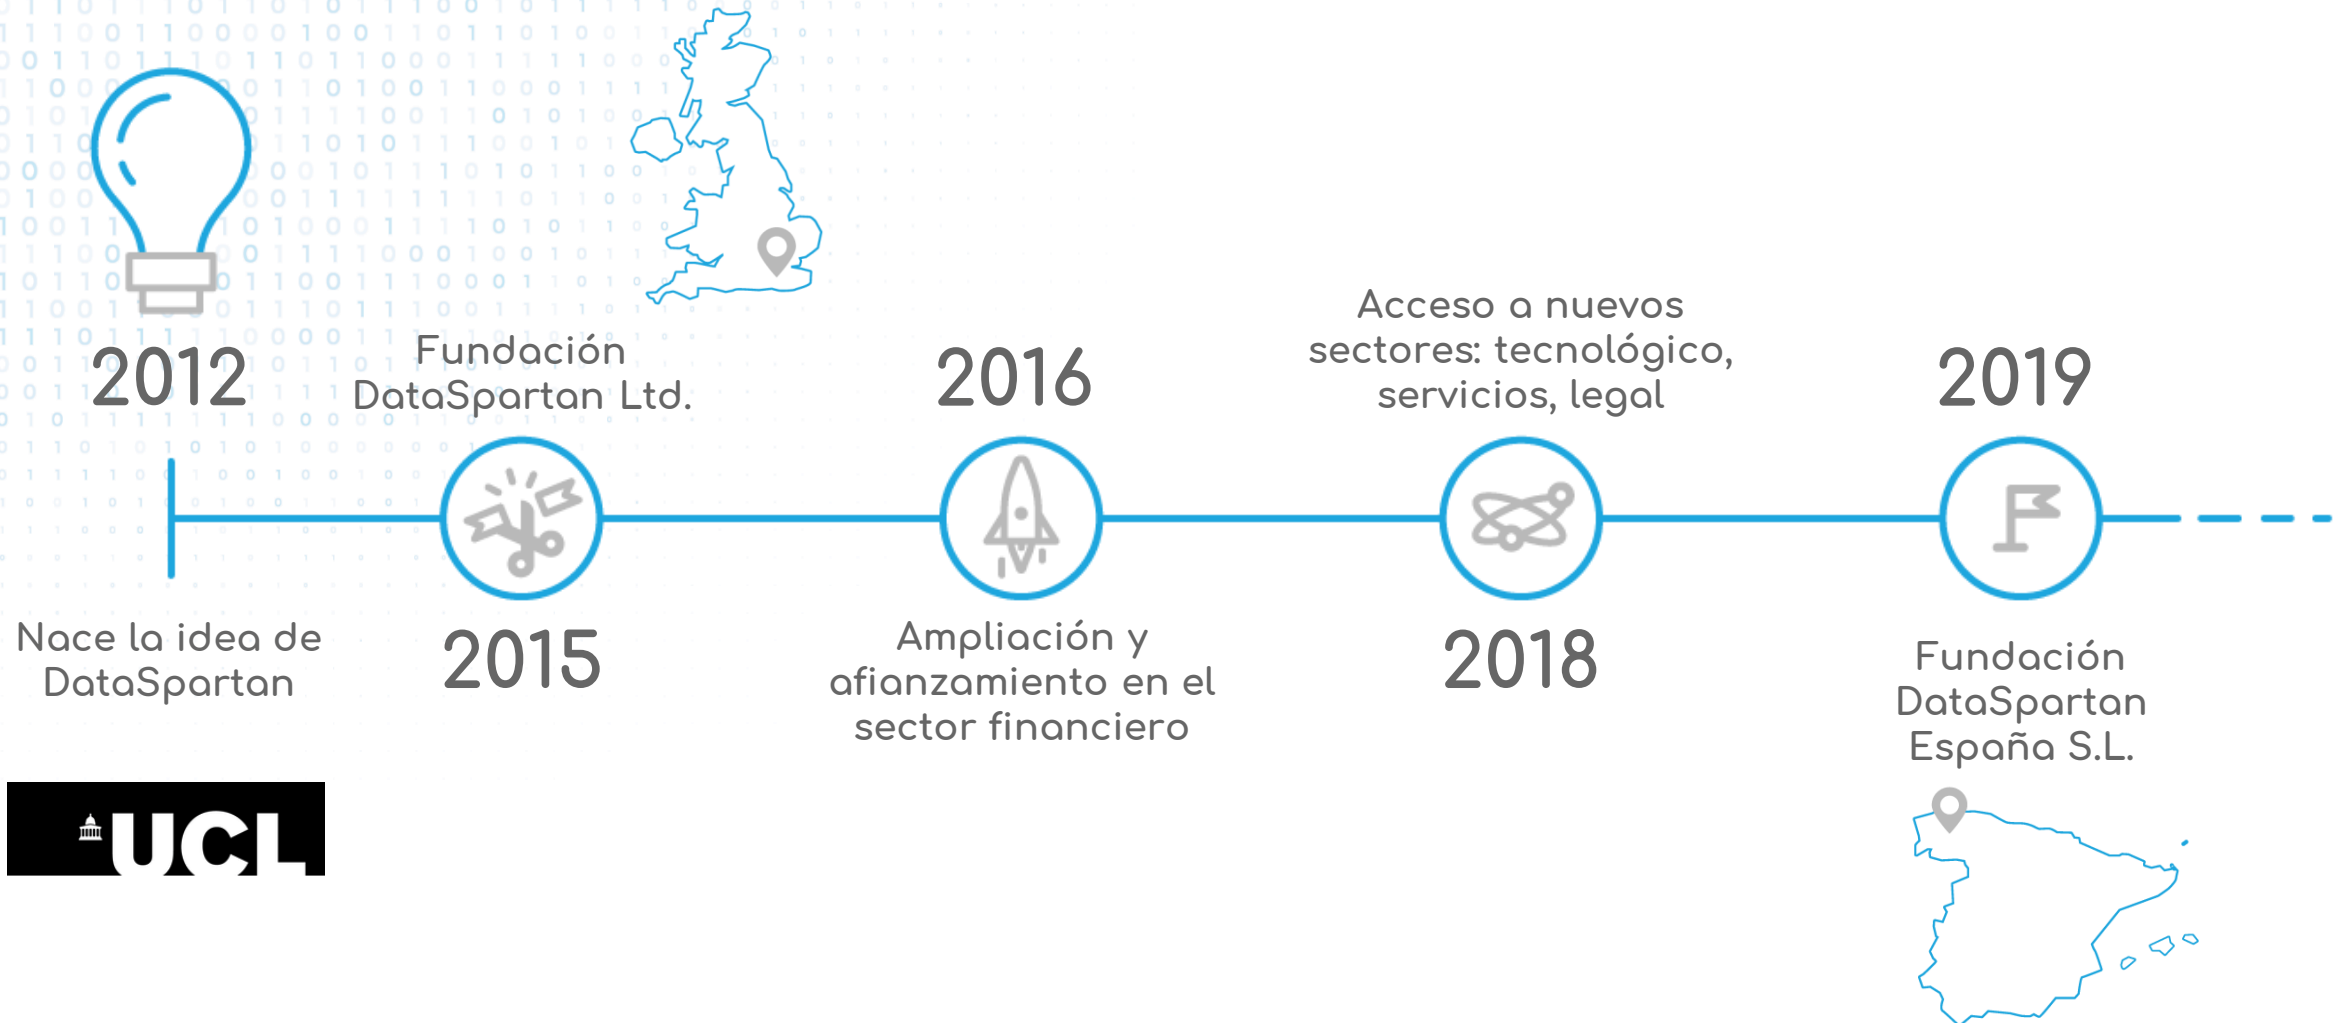 2012
Nace la idea de
DataSpartan
UCL
Fundación
DataSpartan Ltd.
2015
2016
Ampliación y
afianzamiento en el
sector financiero
Acceso a nuevos
sectores: tecnológico,
servicios, legal
2018
2019
Fundación
DataSpartan
España S.L.